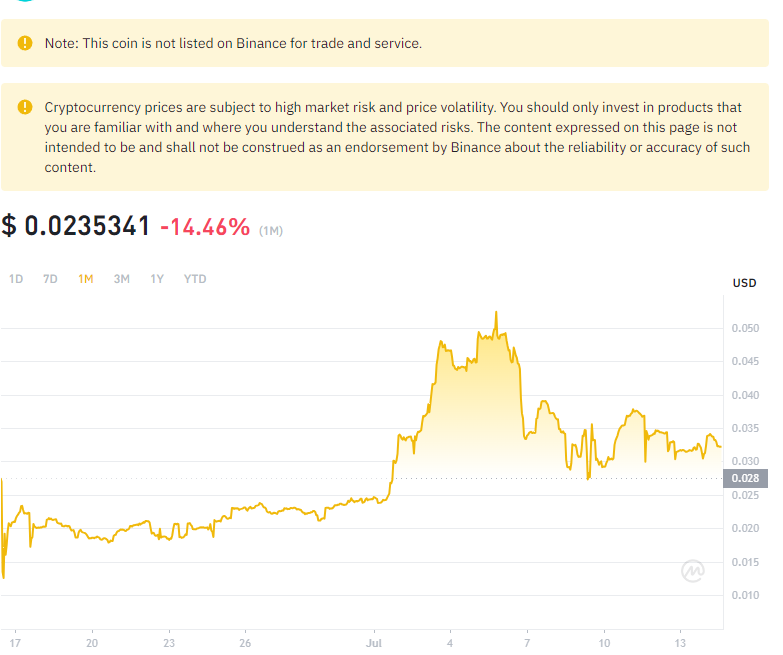 Note: This coin is not listed on Binance for trade and service.
Cryptocurrency prices are subject to high market risk and price volatility. You should only invest in products that
you are familiar with and where you understand the associated risks. The content expressed on this page is not
intended to be and shall not be construed as an endorsement by Binance about the reliability or accuracy of such
content.
$ 0.0235341 -14.46% (1M)
1D 7D 1M 3M 1Y YTD
USD
0.050
0.045
0.040
0.035
0.030
0.028
0.025
0.020
0.015
0.010
17 20 23 26 Jul 4 7 10 13